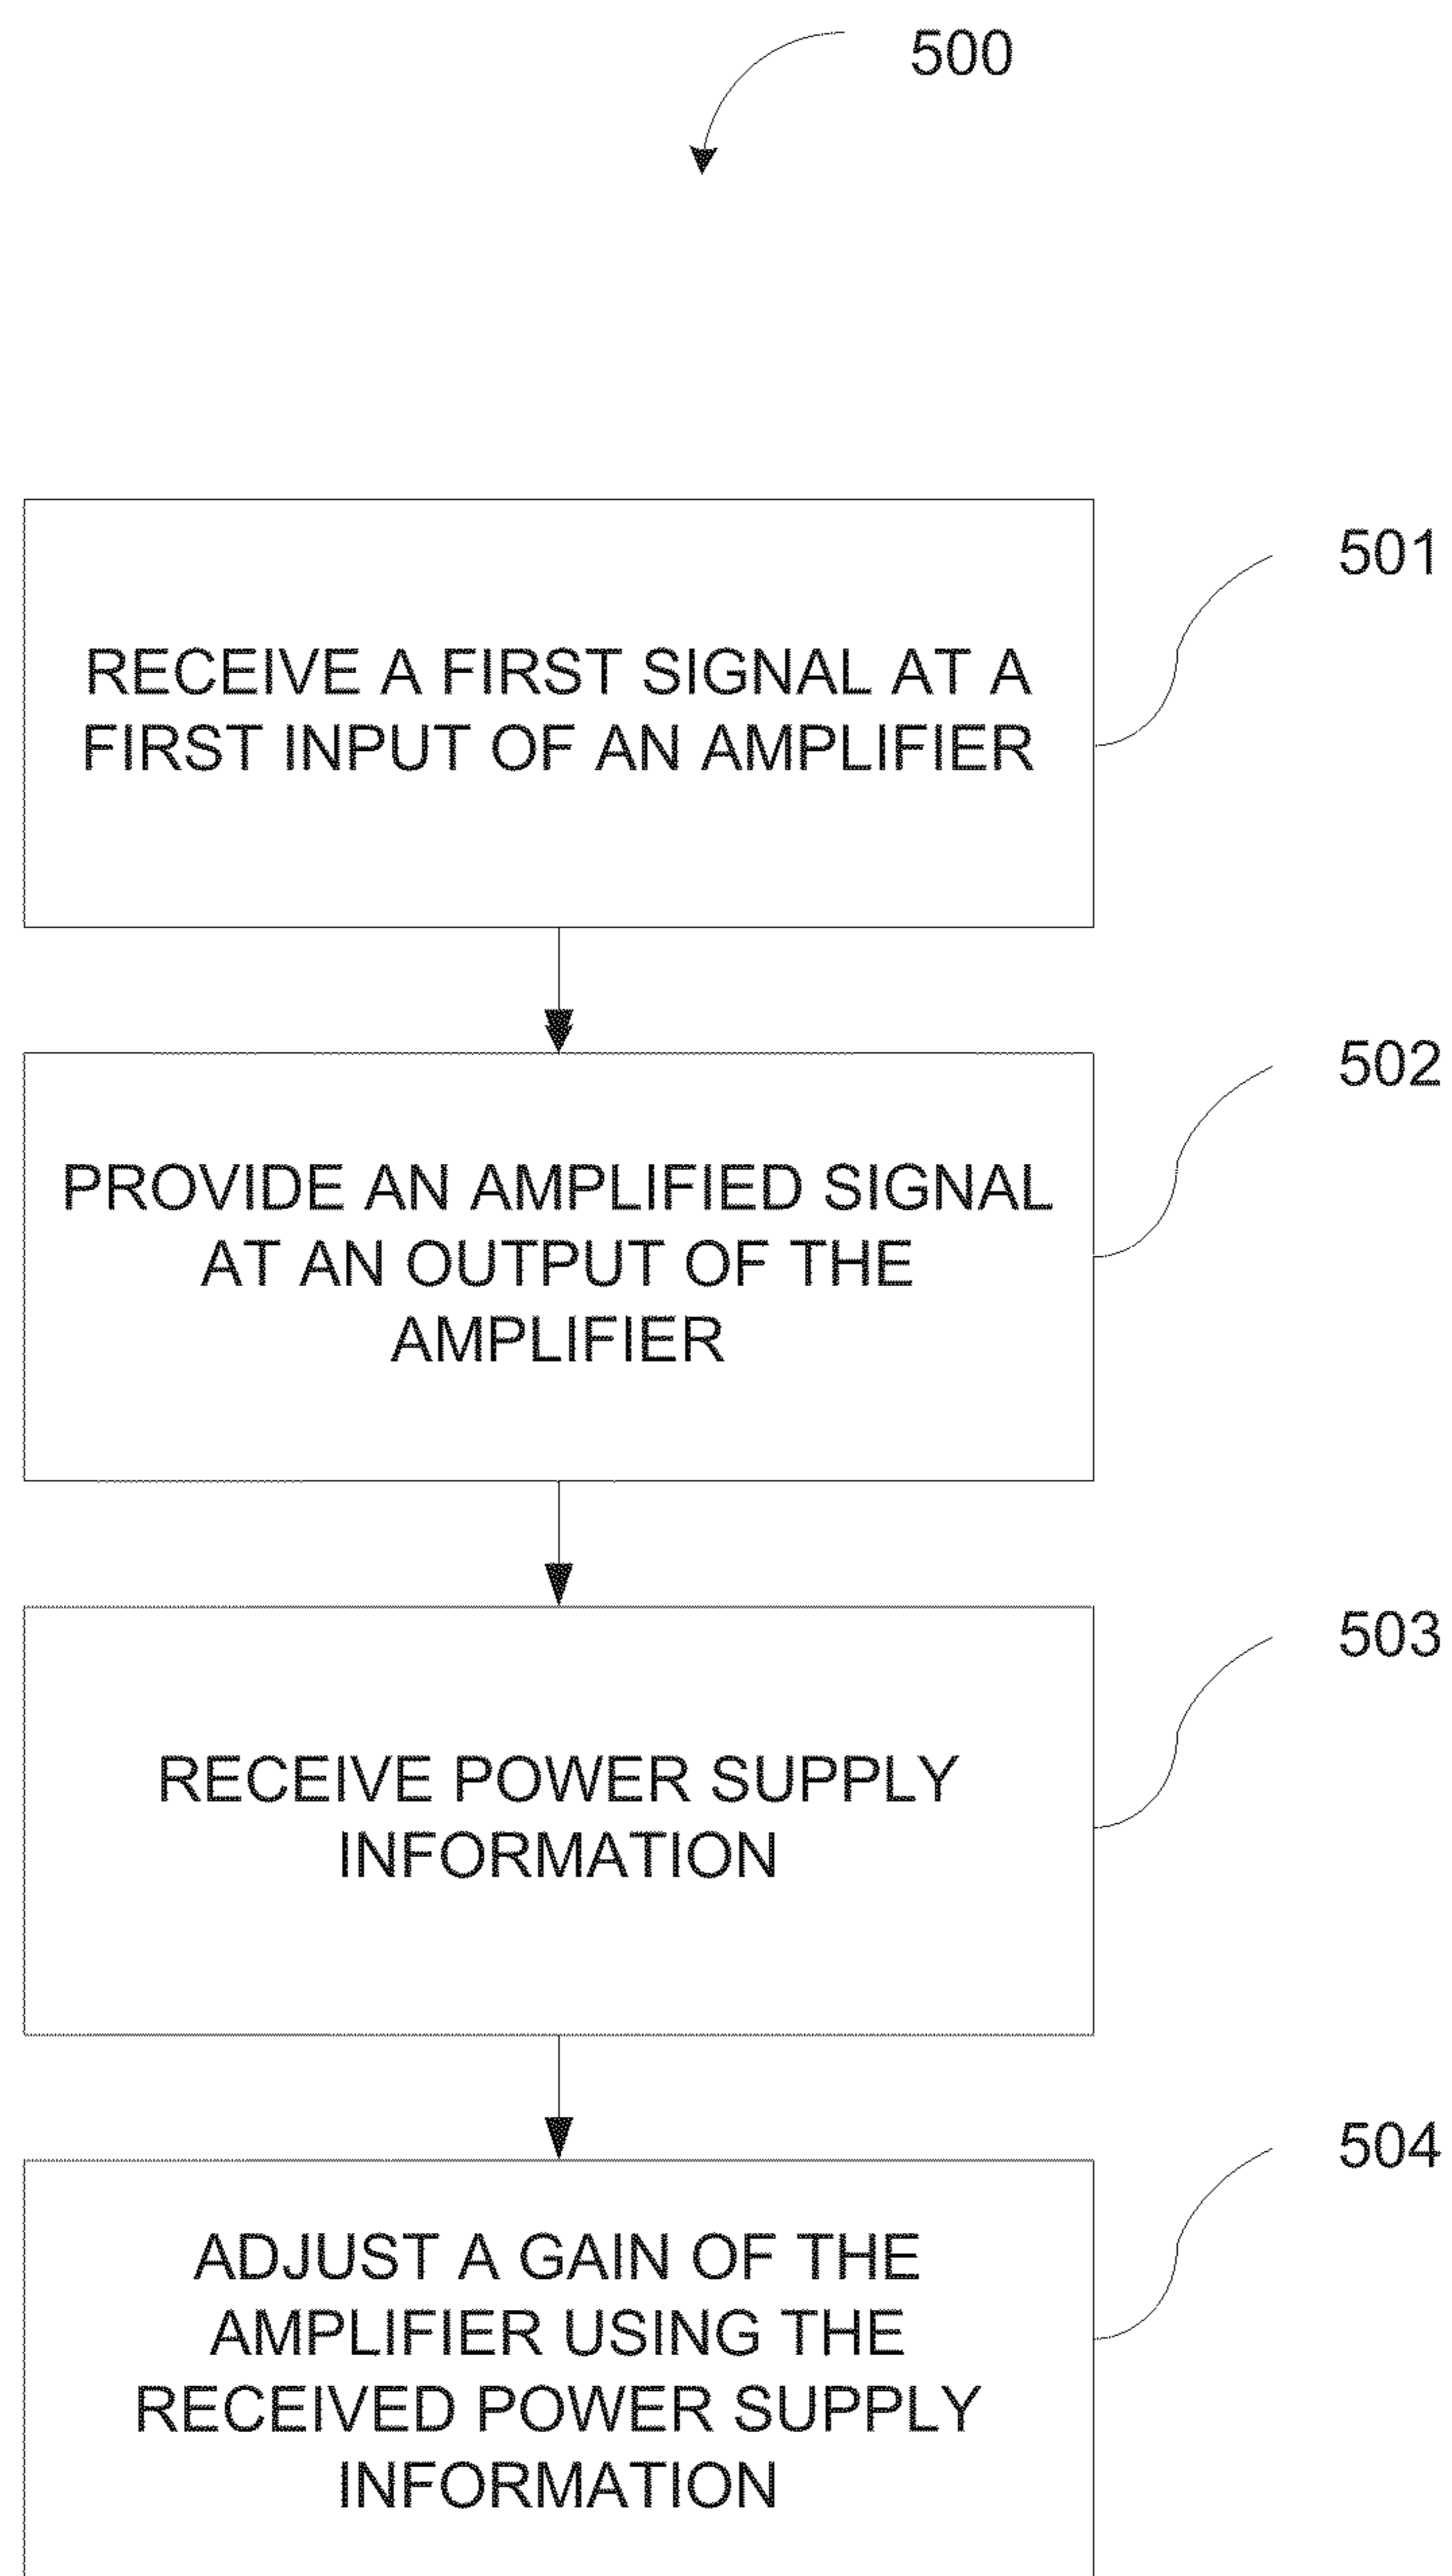 500
501
RECEIVE A FIRST SIGNAL AT A
FIRST INPUT OF AN AMPLIFIER
502
PROVIDE AN AMPLIFIED SIGNAL
AT AN OUTPUT OF THE
AMPLIFIER
503
RECEIVE POWER SUPPLY
INFORMATION
504
ADJUST A GAIN OF THE
AMPLIFIER USING THE
RECEIVED POWER SUPPLY
INFORMATION